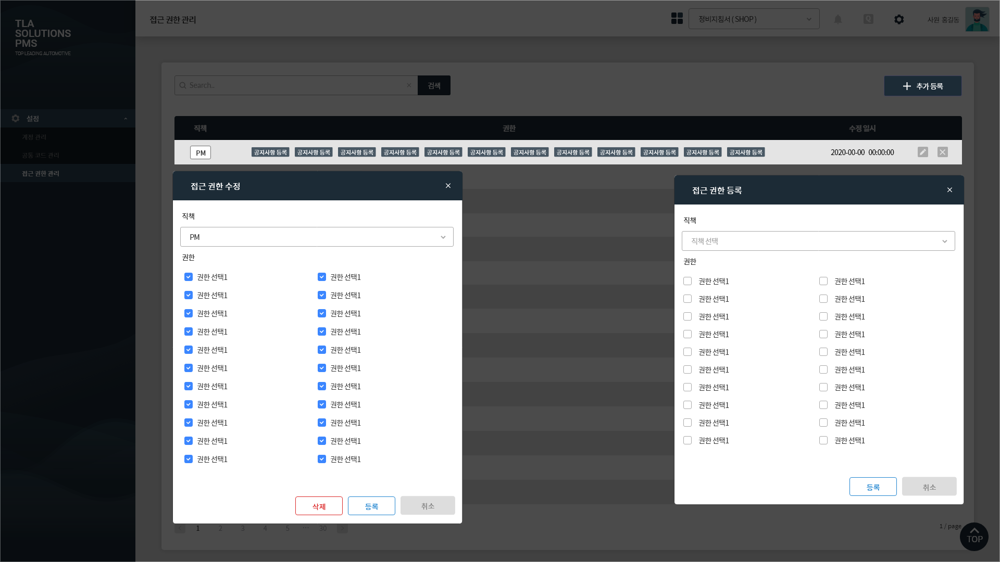 TLA
SOLUTIONS
PMS
TOP LEADING AUTOMOTIVE
설정
계정 관리
공통 코드 관리
접근 권한 관리
접근 권한 관리
정비지침서 ( SHOP )
Q
사원 홍길동
Search..
검색
추가 등록
직책 권한 수정 일시
PM 공지사항 등록 공지사항 등록 공지사항 등록 공지사항 등록 공지사항 등록 공지사항 등록 공지사항 등록 공지사항 등록 공지사항 등록 공지사항 등록 공지사항 등록 공지사항 등록 2020-00-00 00:00:00
접근 권한 수정
직책
PM
권한
권한 선택1 권한 선택1
권한 선택1 권한 선택1
권한 선택1 권한 선택1
권한 선택1 권한 선택1
권한 선택1 권한 선택1
권한 선택1 권한 선택1
권한 선택1 권한 선택1
권한 선택1 권한 선택1
권한 선택1 권한 선택1
권한 선택1 권한 선택1
권한 선택1 권한 선택1
삭제 등록 취소
접근 권한 등록
직책
직책 선택
권한
권한 선택1 권한 선택1
권한 선택1 권한 선택1
권한 선택1 권한 선택1
권한 선택1 권한 선택1
권한 선택1 권한 선택1
권한 선택1 권한 선택1
권한 선택1 권한 선택1
권한 선택1 권한 선택1
권한 선택1 권한 선택1
권한 선택1 권한 선택1
등록 취소
1 2 3 4 5 ··· 30
1 / page
TOP